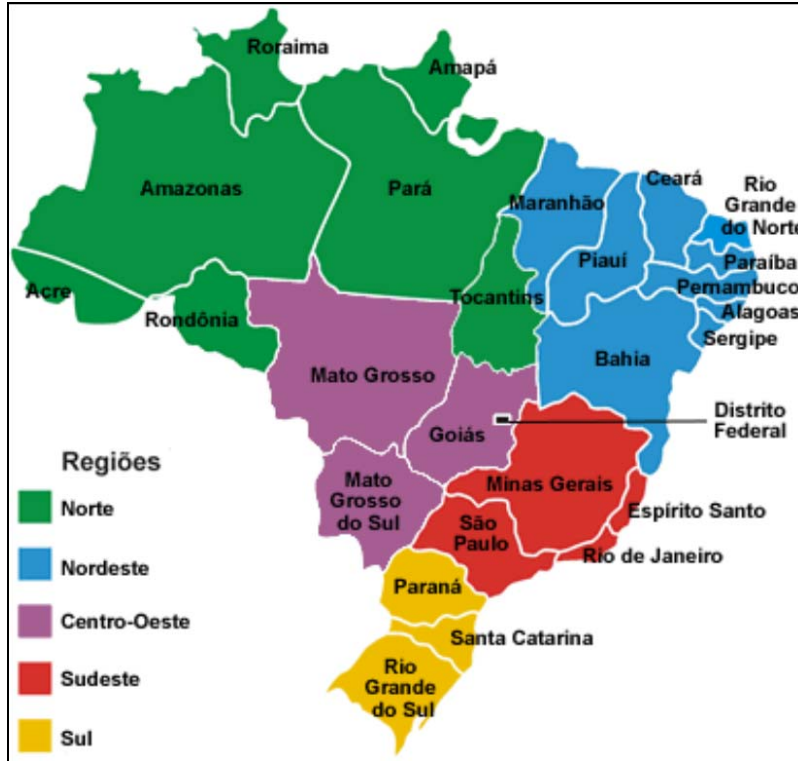 Roraima
Amapá
Amazonas
Pará
Maranhão
Ceará
Rio
Grande
do Norte
Piauí
Paraíba
Pernambuco
Acre
Rondônia
Tocantins
Alagoas
Sergipe
Bahia
Mato Grosso
Distrito
Federal
Goiás
Mato
Grosso
do Sul
Minas Gerais
Espírito Santo
São
Paulo
Rio de Janeiro
Paraná
Santa Catarina
Rio
Grande
do Sul
Regiões
Norte
Nordeste
Centro-Oeste
Sudeste
Sul